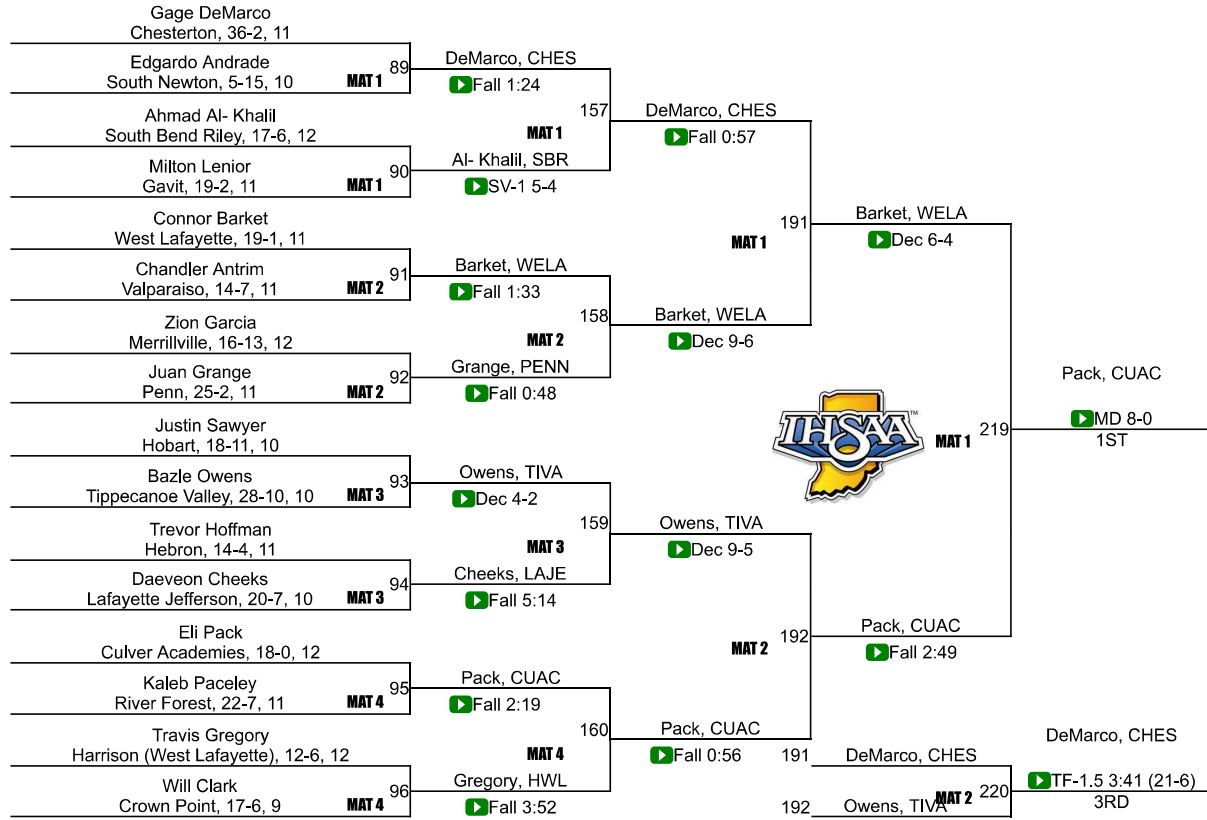 Gage DeMarco
Chesterton, 36-2, 11
Edgardo Andrade
South Newton, 5-15, 10
MAT 1
89
DeMarco, CHES
Fall 1:24
Ahmad Al- Khalil
South Bend Riley, 17-6, 12
Milton Lenior
Gavit, 19-2, 11
MAT 1
90
Al- Khalil, SBR
SV-1 5-4
MAT 1
157
DeMarco, CHES
Fall 0:57
Connor Barket
West Lafayette, 19-1, 11
Chandler Antrim
Valparaiso, 14-7, 11
MAT 2
91
Barket, WELA
Fall 1:33
Zion Garcia
Merrillville, 16-13, 12
Juan Grange
Penn, 25-2, 11
MAT 2
92
Grange, PENN
Fall 0:48
MAT 2
158
Barket, WELA
Dec 9-6
MAT 1
191
Barket, WELA
Dec 6-4
Justin Sawyer
Hobart, 18-11, 10
Bazle Owens
Tippecanoe Valley, 28-10, 10
MAT 3
93
Owens, TIVA
Dec 4-2
Trevor Hoffman
Hebron, 14-4, 11
Daeveon Cheeks
Lafayette Jefferson, 20-7, 10
MAT 3
94
Cheeks, LAJE
Fall 5:14
MAT 3
159
Owens, TIVA
Dec 9-5
Eli Pack
Culver Academies, 18-0, 12
Kaleb Paceley
River Forest, 22-7, 11
MAT 4
95
Pack, CUAC
Fall 2:19
Travis Gregory
Harrison (West Lafayette), 12-6, 12
Will Clark
Crown Point, 17-6, 9
MAT 4
96
Gregory, HWL
Fall 3:52
MAT 4
160
Pack, CUAC
Fall 0:56
MAT 2
192
Pack, CUAC
Fall 2:49
IHSAA™
MAT 1
219
Pack, CUAC
MD 8-0
1ST
191
DeMarco, CHES
192
Owens, TIVA
MAT 2
220
DeMarco, CHES
TF-1.5 3:41 (21-6)
3RD